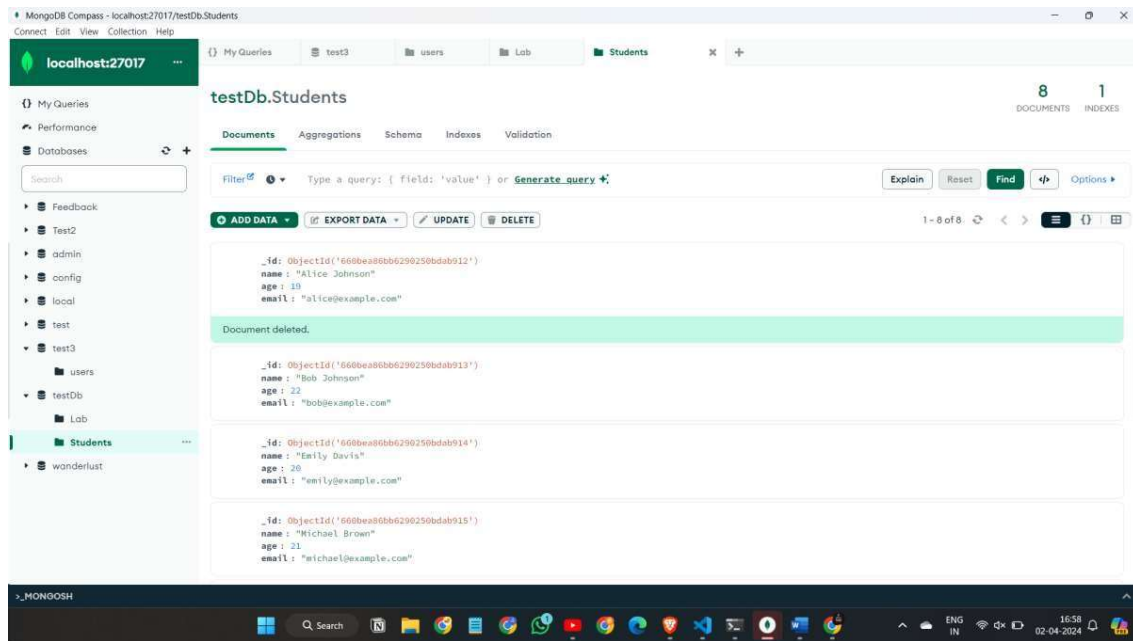 MongoDB Compass - localhost:27017/testDb.Students
Connect Edit View Collection Help
localhost:27017 ...
{} My Queries
Performance
Databases
Search
Feedback
Test2
admin
config
local
test
test3
users
testDb
Lab
Students ...
wanderlust
{} My Queries test3 users Lab Students
testDb.Students
8 DOCUMENTS
1 INDEXES
Documents Aggregations Schema Indexes Validation
Filter Type a query: { field: 'value' } or Generate query
Explain Reset Find </> Options
ADD DATA EXPORT DATA UPDATE DELETE
1 - 8 of 8
_id: ObjectId('660bea86bb6290250bdab912')
name : "Alice Johnson"
age : 19
email : "alice@example.com"
Document deleted.
_id: ObjectId('660bea86bb6290250bdab913')
name : "Bob Johnson"
age : 22
email : "bob@example.com"
_id: ObjectId('660bea86bb6290250bdab914')
name : "Emily Davis"
age : 20
email : "emily@example.com"
_id: ObjectId('660bea86bb6290250bdab915')
name : "Michael Brown"
age : 21
email : "michael@example.com"
>_MONGOSH
Search
ENG
IN
16:58
02-04-2024